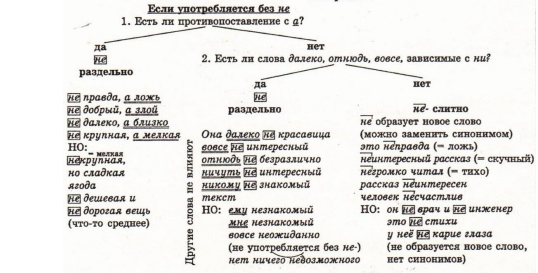 Если употребляется без не
1. Есть ли противопоставление с а?
да
нет
не
раздельно
2. Есть ли слова далеко, отнюдь, вовсе, зависимые с ни?
не правда, а ложь
не добрый, а злой
не далеко, а близко
не крупная, а мелкая
НО:
= мелкая
некрупная,
но сладкая
ягода
не дешевая и
не дорогая вещь
(что-то среднее)
Другие слова не влияют
да
не
раздельно
Она далеко не красавица
вовсе не интересный
отнюдь не безразлично
ничуть не интересный
никому не знакомый
текст
НО: ему незнакомый
мне незнакомый
вовсе неожиданно
(не употребляется без не-)
нет ничего невозможного
нет
не- слитно
не образует новое слово
(можно заменить синонимом)
это неправда (= ложь)
неинтересный рассказ (= скучный)
негромко читал (= тихо)
рассказ неинтересен
человек несчастлив
НО: он не врач и не инженер
это не стихи
у неё не карие глаза
(не образуется новое слово,
нет синонимов)